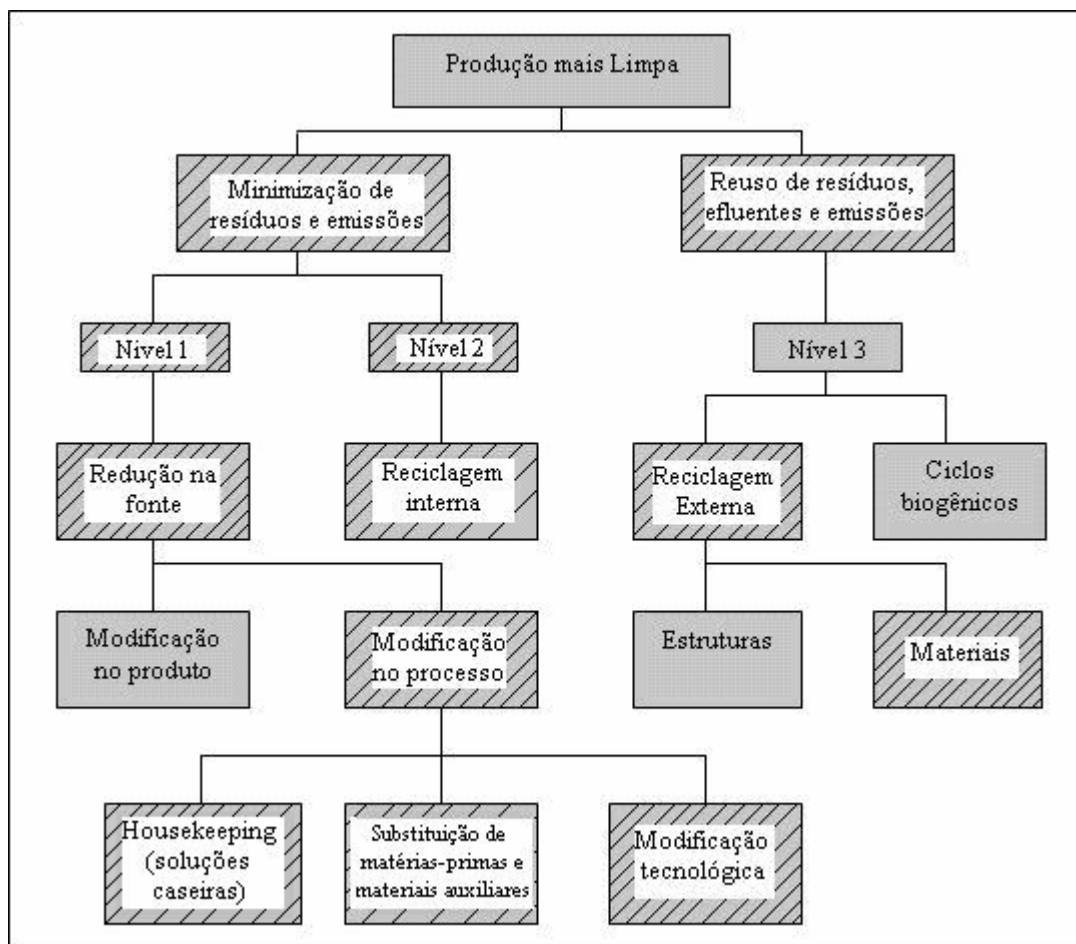 Produção mais Limpa
Minimização de
resíduos e emissões
Reuso de resíduos,
efluentes e emissões
Nível 1
Nível 2
Nível 3
Redução na
fonte
Reciclagem
interna
Reciclagem
Externa
Ciclos
biogênicos
Modificação
no produto
Modificação
no processo
Estruturas
Materiais
Housekeeping
(soluções
caseiras)
Substituição de
matérias-primas e
materiais auxiliares
Modificação
tecnológica